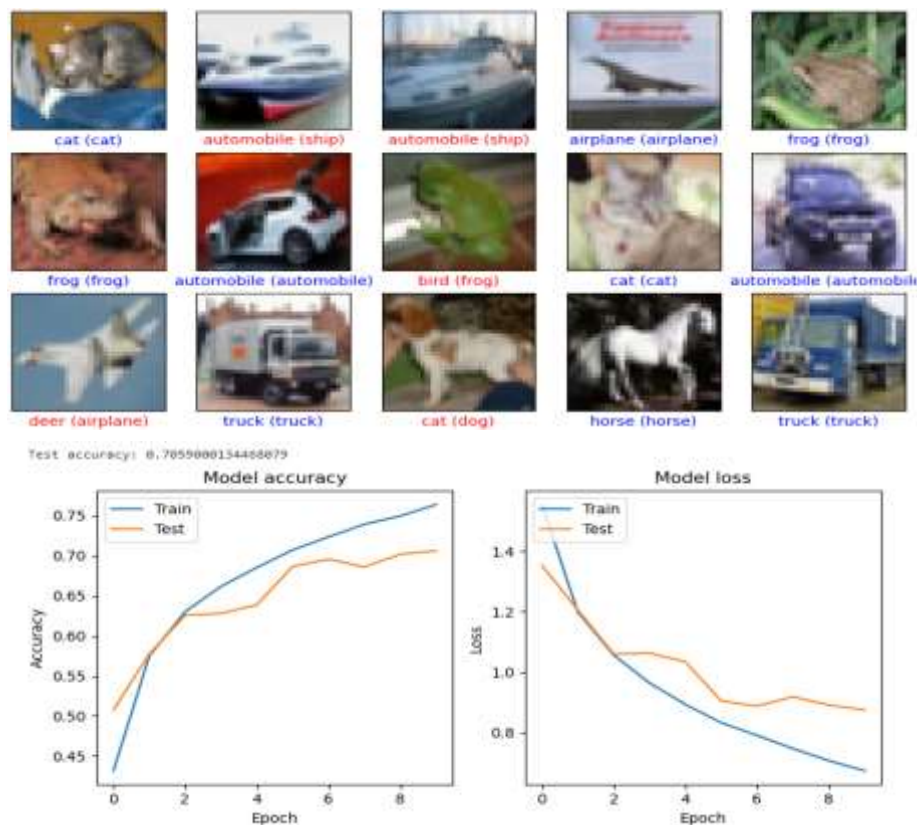 cat (cat)
automobile (ship)
automobile (ship)
airplane (airplane)
frog (frog)
frog (frog)
automobile (automobile)
bird (frog)
cat (cat)
automobile (automobile
deer (airplane)
truck (truck)
cat (dog)
horse (horse)
truck (truck)
Test accuracy: 0.7059000134468079
Model accuracy
Train
Test
0.75
0.70
0.65
0.60
0.55
0.50
0.45
Accuracy
0 2 4 6 8
Epoch
Model loss
Train
Test
1.4
1.2
1.0
0.8
Loss
0 2 4 6 8
Epoch